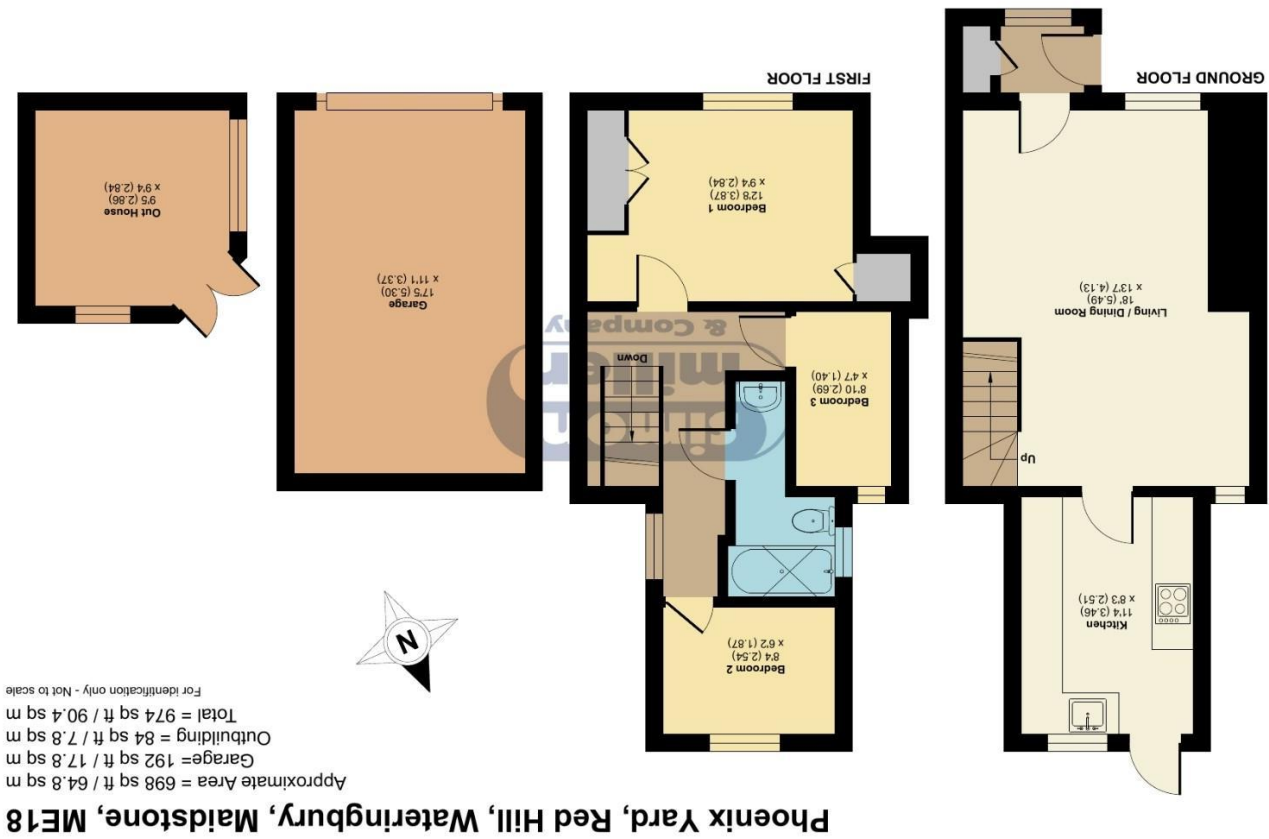 Phoenix Yard, Red Hill, Wateringbury, Maidstone, ME18
Approximate Area = 698 sq ft / 64.8 sq m
Garage= 192 sq ft / 17.8 sq m
Outbuilding = 84 sq ft / 7.8 sq m
Total = 974 sq ft / 90.4 sq m
For identification only - Not to scale
N
Kitchen
11'4 (3.46)
x 8'3 (2.51)
Up
Living / Dining Room
18' (5.49)
x 13'7 (4.13)
GROUND FLOOR
Bedroom 2
8'4 (2.54)
x 6'2 (1.87)
Bedroom 3
8'10 (2.69)
x 4'7 (1.40)
Down
Bedroom 1
12'8 (3.87)
x 9'4 (2.84)
FIRST FLOOR
Garage
17'5 (5.30)
x 11'1 (3.37)
Out House
9'5 (2.86)
x 9'4 (2.84)
simon
miller
& Company